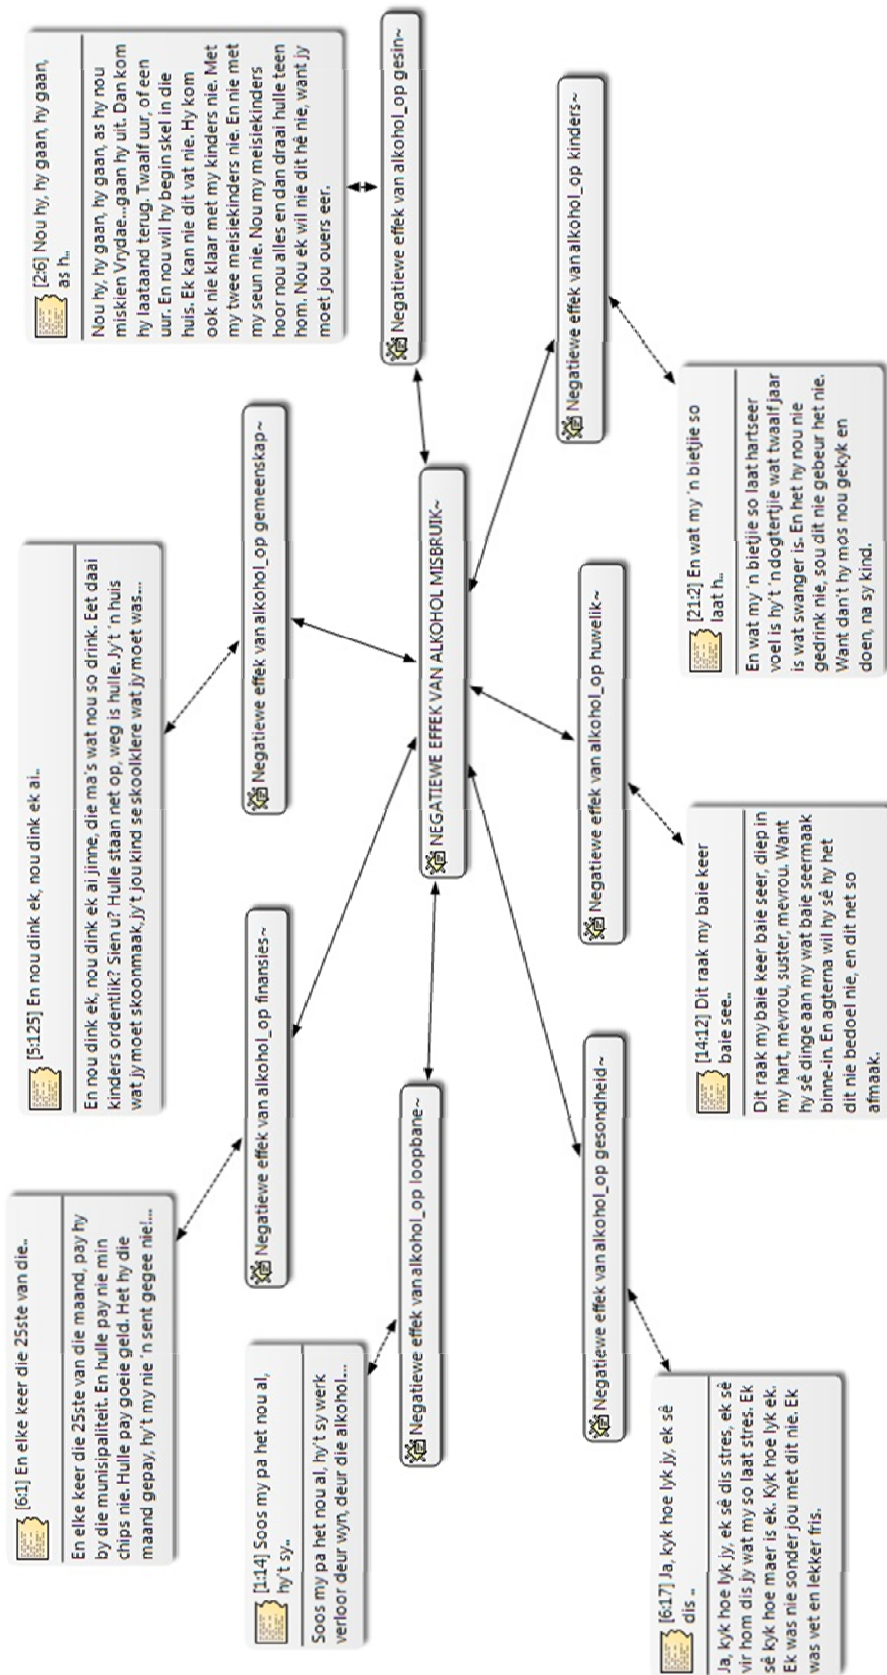 [6:1] En elke keer die 25ste van die..
En elke keer die 25ste van die maand, pay hy
by die munisipaliteit. En hulle pay nie min
chips nie. Hulle pay goeie geld. Het hy die
maand gepay, hy't my nie 'n sent gegee nie!...
[5:125] En nou dink ek, nou dink ek ai..
En nou dink ek, nou dink ek ai jinne, die ma's wat nou so drink. Eet daai
kinders ordentlik? Sien u? Hulle staan net op, weg is hulle. Jy't 'n huis
wat jy moet skoonmaak, jy't jou kind se skoolklere wat jy moet was...
[2:6] Nou hy, hy gaan, hy gaan,
as h..
Nou hy, hy gaan, hy gaan, as hy nou
miskien Vrydae...gaan hy uit. Dan kom
hy laataand terug. Twaalf uur, of een
uur. En nou wil hy begin skel in die
huis. Ek kan nie dit vat nie. Hy kom
ook nie klaar met my kinders nie. Met
my twee meisiekinders nie. En nie met
my seun nie. Nou my meisiekinders
hoor nou alles en dan draai hulle teen
hom. Nou ek wil nie dit hê nie, want jy
moet jou ouers eer.
[1:14] Soos my pa het nou al,
hy't sy..
Soos my pa het nou al, hy't sy werk
verloor deur wyn, deur die alkohol...
Negatiewe effek van alkohol_op finansies~
Negatiewe effek van alkohol_op gemeenskap~
Negatiewe effek van alkohol_op gesin~
Negatiewe effek van alkohol_op loopbane~
NEGATIEWE EFFEK VAN ALKOHOL MISBRUIK~
Negatiewe effek van alkohol_op gesondheid~
Negatiewe effek van alkohol_op huwelik~
Negatiewe effek van alkohol_op kinders~
[6:17] Ja, kyk hoe lyk jy, ek sê
dis ..
Ja, kyk hoe lyk jy, ek sê dis stres, ek sê
vir hom dis jy wat my so laat stres. Ek
sê kyk hoe maer is ek. Kyk hoe lyk ek.
Ek was nie sonder jou met dit nie. Ek
was vet en lekker fris.
[14:12] Dit raak my baie keer
baie see..
Dit raak my baie keer baie seer, diep in
my hart, mevrou, suster, mevrou. Want
hy sê dinge aan my wat baie seermaak
binne-in. En agterna wil hy sê hy het
dit nie bedoel nie, en dit net so
afmaak.
[21:2] En wat my 'n bietjie so
laat h..
En wat my 'n bietjie so laat hartseer
voel is hy't 'n dogtertjie wat twaalf jaar
is wat swanger is. En het hy nou nie
gedrink nie, sou dit nie gebeur het nie.
Want dan't hy mos nou gekyk en
doen, na sy kind.